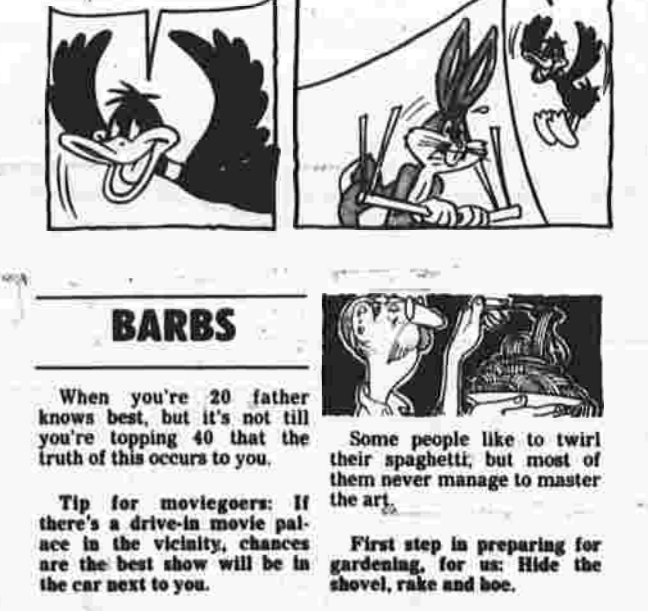 BARBS
When you're 20 father
knows best, but it's not till
you're topping 40 that the
truth of this occurs to you.
Tip for moviegoers: If
there's a drive-in movie pal-
ace in the vicinity, chances
are the best show will be in
the car next to you.
Some people like to twirl
their spaghetti, but most of
them never manage to master
the art.
First step in preparing for
gardening, for us: Hide the
shovel, rake and hoe.